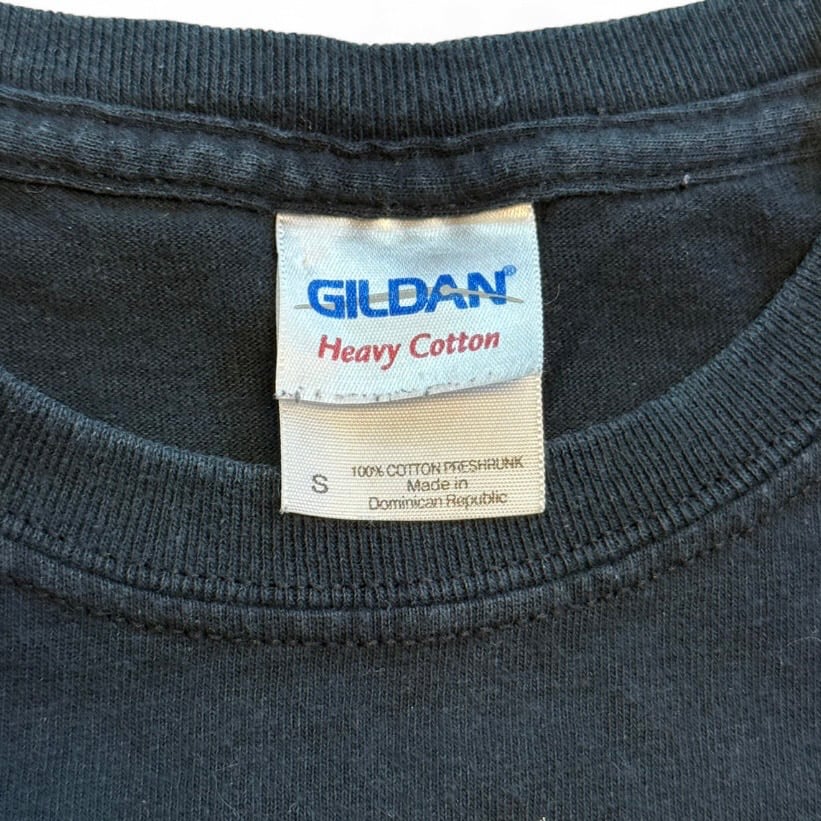 GILDAN®
Heavy Cotton
S
100% COTTON PRESHRUNK
Made in
Dominican Republic